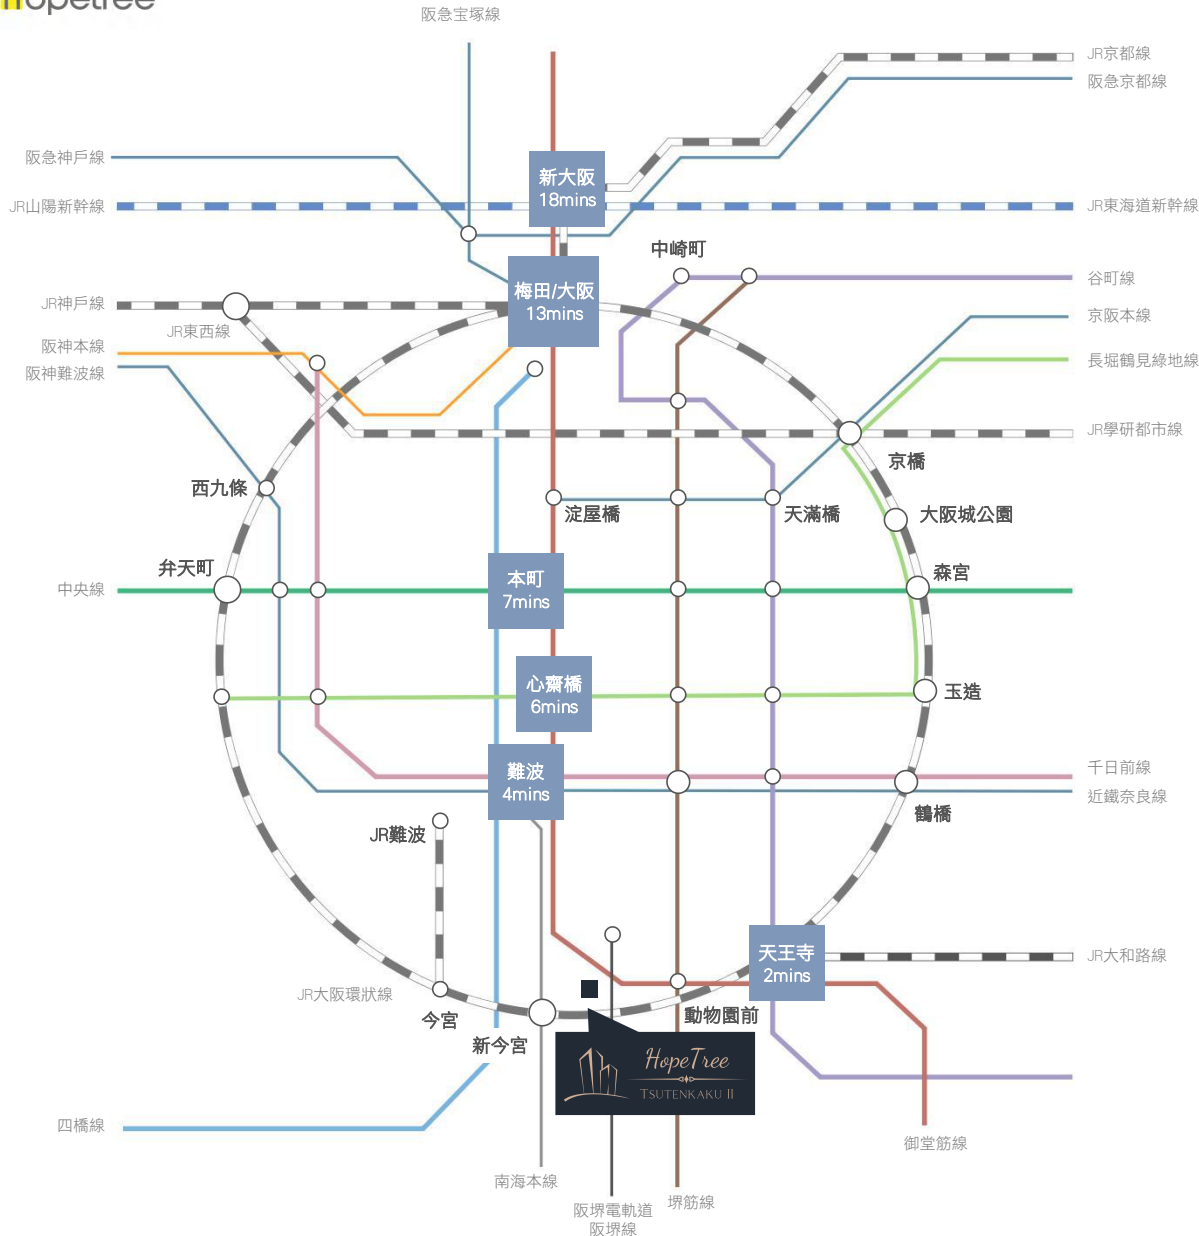 hopetree
阪急宝塚線
JR京都線
阪急京都線
阪急神戶線
新大阪
18mins
JR山陽新幹線
JR東海道新幹線
中崎町
谷町線
梅田/大阪
13mins
JR神戶線
JR東西線
京阪本線
阪神本線
長堀鶴見綠地線
阪神難波線
JR學研都市線
京橋
西九條
淀屋橋
天滿橋
大阪城公園
弁天町
本町
7mins
森宮
中央線
心齋橋
6mins
玉造
難波
4mins
千日前線
近鐵奈良線
鶴橋
JR難波
天王寺
2mins
JR大和路線
JR大阪環狀線
今宮
動物園前
新今宮
HopeTree
TSUTENKAKU II
四橋線
御堂筋線
南海本線
堺筋線
阪堺電軌道
阪堺線